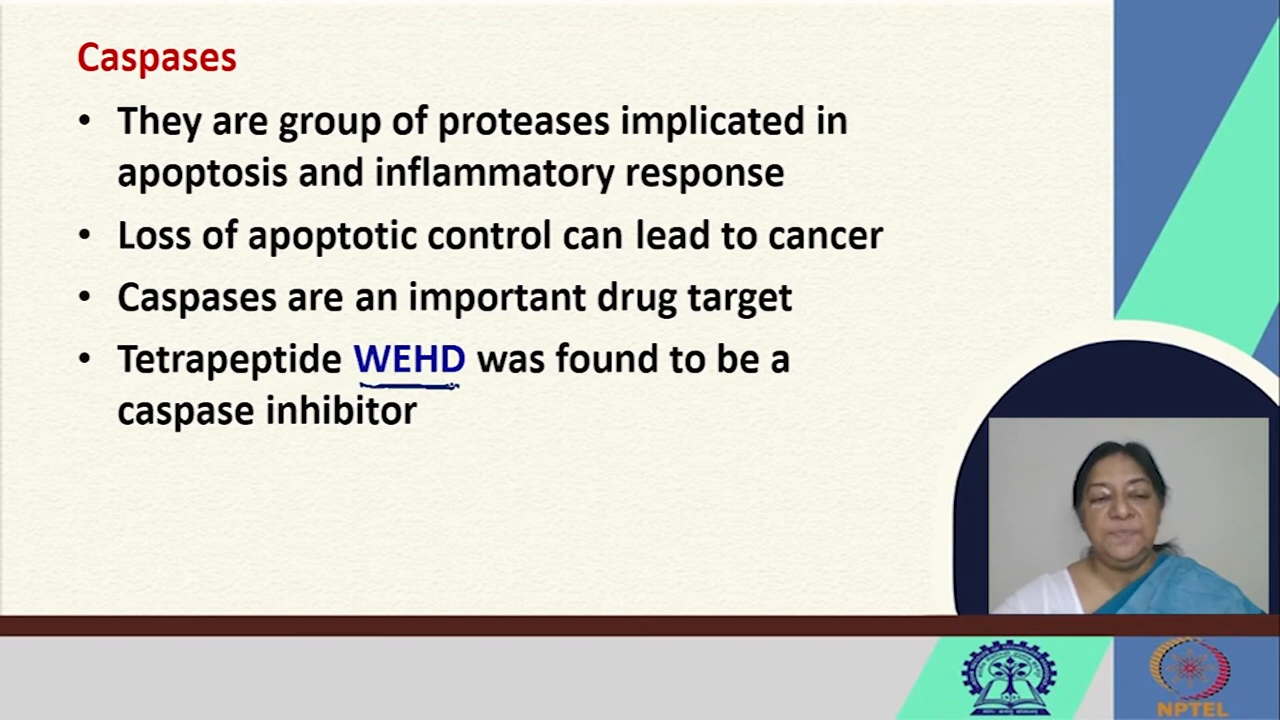 Caspases
• They are group of proteases implicated in
apoptosis and inflammatory response
• Loss of apoptotic control can lead to cancer
• Caspases are an important drug target
• Tetrapeptide WEHD was found to be a
caspase inhibitor
NPTEL